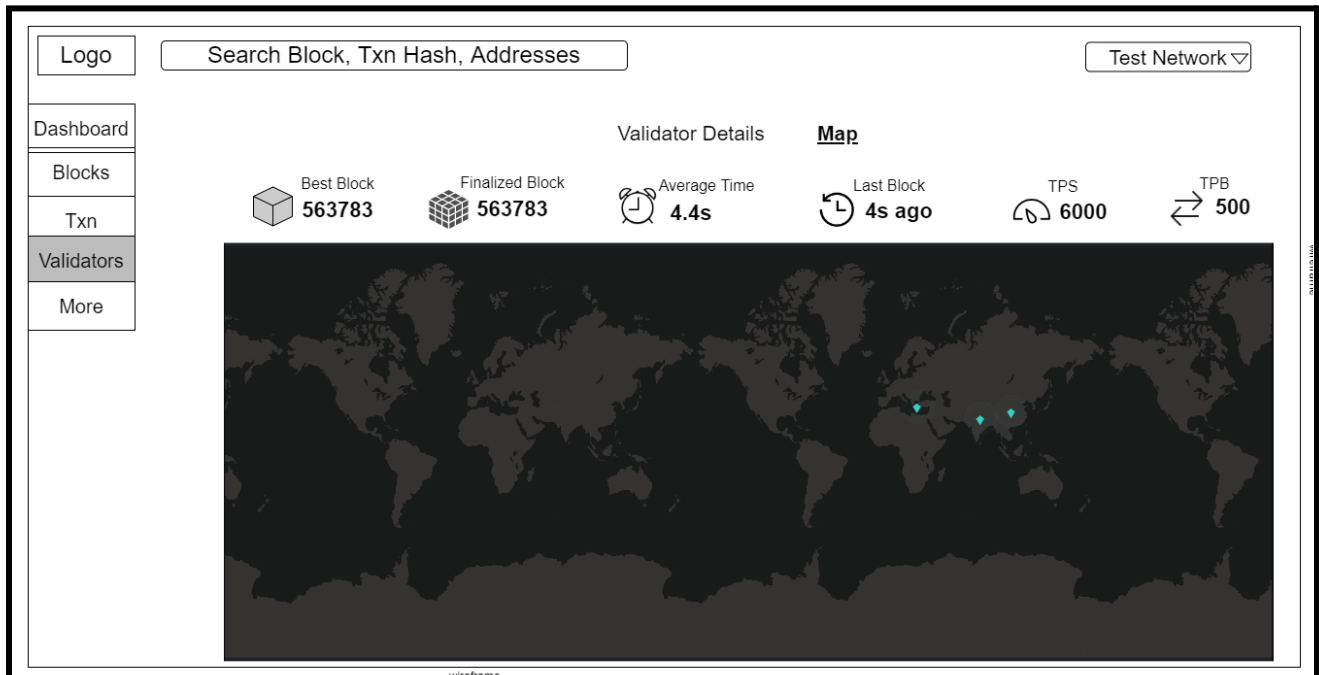 Logo
Search Block, Txn Hash, Addresses
Test Network
Dashboard
Blocks
Txn
Validators
More
Validator Details
Map
Best Block
563783
Finalized Block
563783
Average Time
4.4s
Last Block
4s ago
TPS
6000
TPB
500